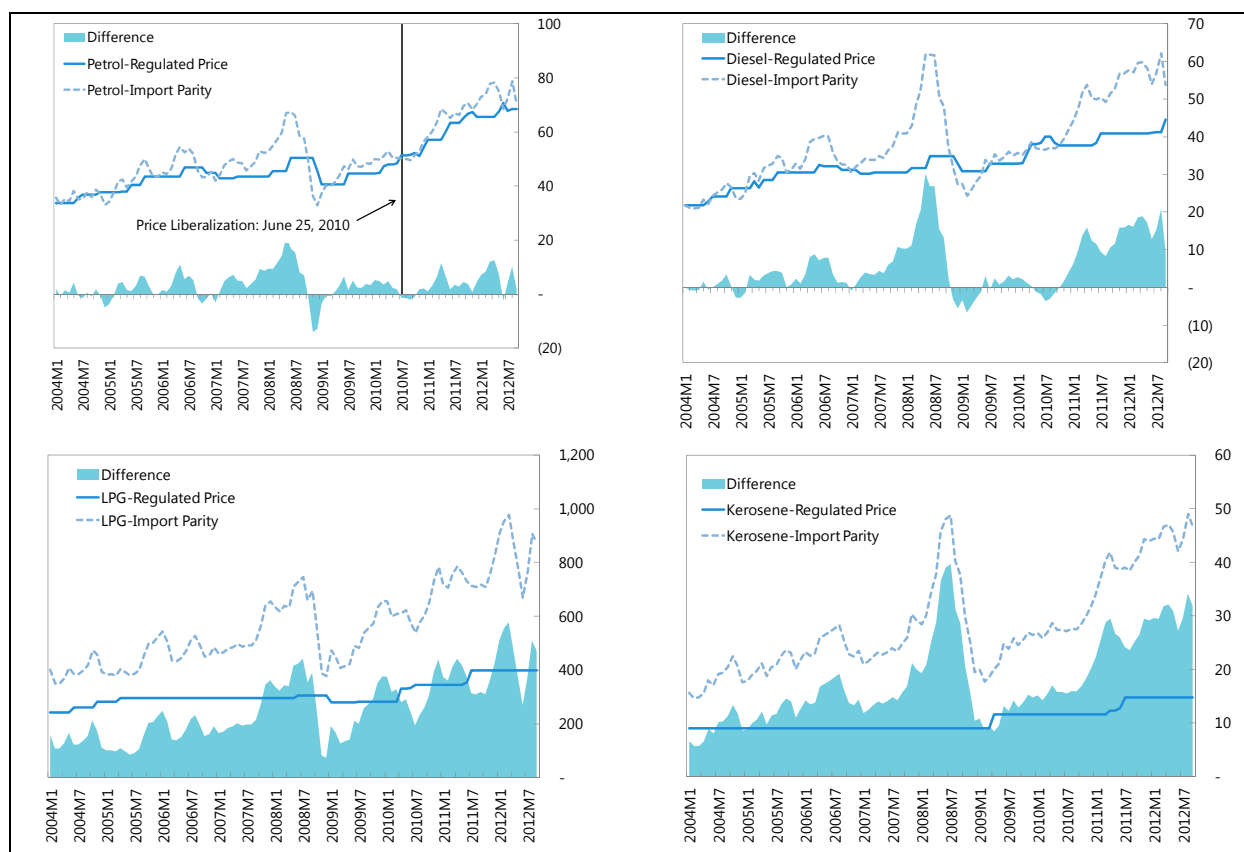 Difference
Petrol-Regulated Price
Petrol-Import Parity
Price Liberalization: June 25, 2010
100
80
60
40
20
-
(20)
2004M1
2004M7
2005M1
2005M7
2006M1
2006M7
2007M1
2007M7
2008M1
2008M7
2009M1
2009M7
2010M1
2010M7
2011M1
2011M7
2012M1
2012M7
Difference
Diesel-Regulated Price
Diesel-Import Parity
70
60
50
40
30
20
10
-
(10)
(20)
2004M1
2004M7
2005M1
2005M7
2006M1
2006M7
2007M1
2007M7
2008M1
2008M7
2009M1
2009M7
2010M1
2010M7
2011M1
2011M7
2012M1
2012M7
Difference
LPG-Regulated Price
LPG-Import Parity
1,200
1,000
800
600
400
200
-
2004M1
2004M7
2005M1
2005M7
2006M1
2006M7
2007M1
2007M7
2008M1
2008M7
2009M1
2009M7
2010M1
2010M7
2011M1
2011M7
2012M1
2012M7
Difference
Kerosene-Regulated Price
Kerosene-Import Parity
60
50
40
30
20
10
-
2004M1
2004M7
2005M1
2005M7
2006M1
2006M7
2007M1
2007M7
2008M1
2008M7
2009M1
2009M7
2010M1
2010M7
2011M1
2011M7
2012M1
2012M7